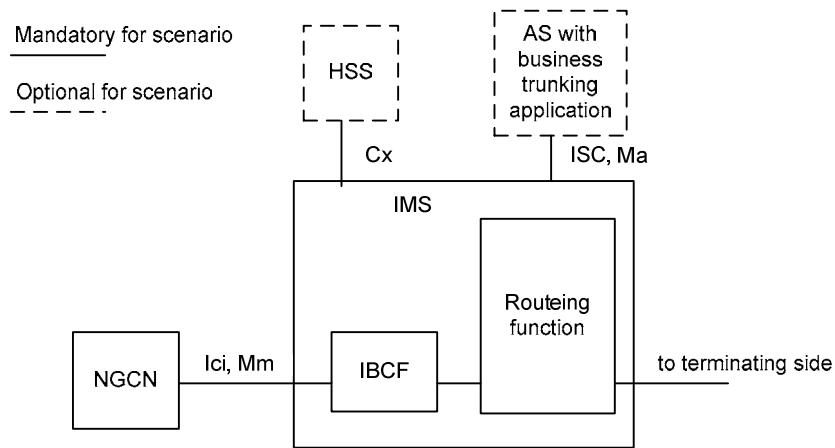 Mandatory for scenario
Optional for scenario
HSS
AS with
business
trunking
application
Cx
ISC, Ma
IMS
Routeing
function
NGCN
Ici, Mm
IBCF
to terminating side